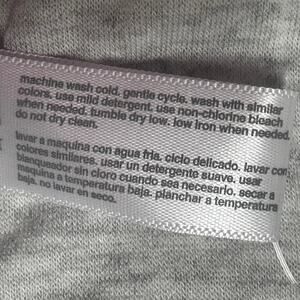 machine wash cold. gentle cycle. wash with similar
colors. use mild detergent. use non-chlorine bleach
when needed. tumble dry low. low iron when needed.
do not dry clean.
lavar a maquina con agua fria. ciclo delicado. lavar con
colores similares. usar un detergente suave. usar
blanqueador sin cloro cuando sea necesario. secar a
maquina a temperatura baja. planchar a temperatura
baja. no lavar en seco.